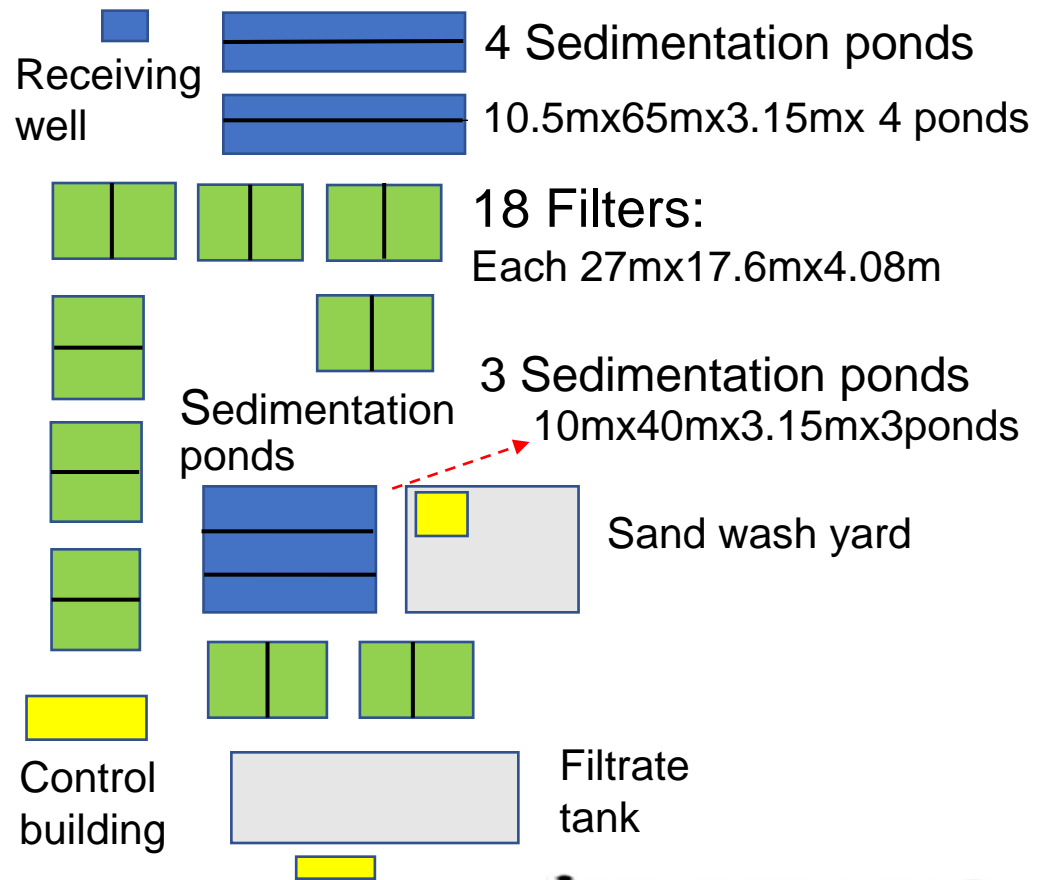 Receiving
well
4 Sedimentation ponds
10.5mx65mx3.15mx 4 ponds
18 Filters:
Each 27mx17.6mx4.08m
3 Sedimentation ponds
10mx40mx3.15mx3ponds
Sedimentation
ponds
Sand wash yard
Control
building
Filtrate
tank